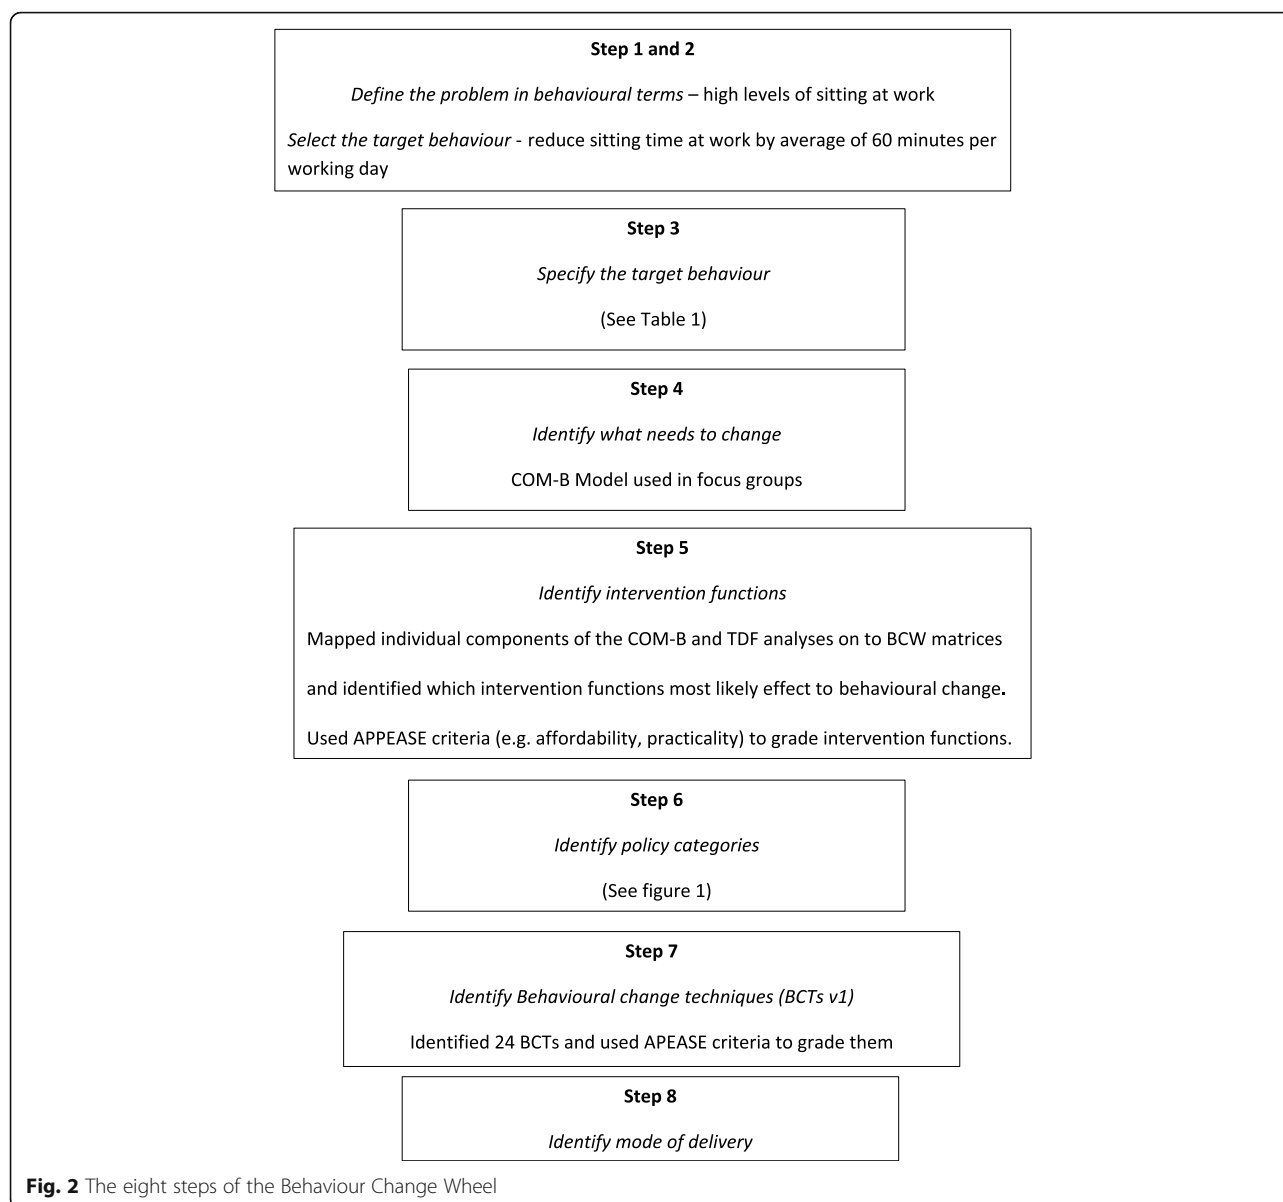 Step 1 and 2
Define the problem in behavioural terms – high levels of sitting at work
Select the target behaviour - reduce sitting time at work by average of 60 minutes per
working day
Step 3
Specify the target behaviour
(See Table 1)
Step 4
Identify what needs to change
COM-B Model used in focus groups
Step 5
Identify intervention functions
Mapped individual components of the COM-B and TDF analyses on to BCW matrices
and identified which intervention functions most likely effect to behavioural change.
Used APPEASE criteria (e.g. affordability, practicality) to grade intervention functions.
Step 6
Identify policy categories
(See figure 1)
Step 7
Identify Behavioural change techniques (BCTs v1)
Identified 24 BCTs and used APEASE criteria to grade them
Step 8
Identify mode of delivery
Fig. 2 The eight steps of the Behaviour Change Wheel